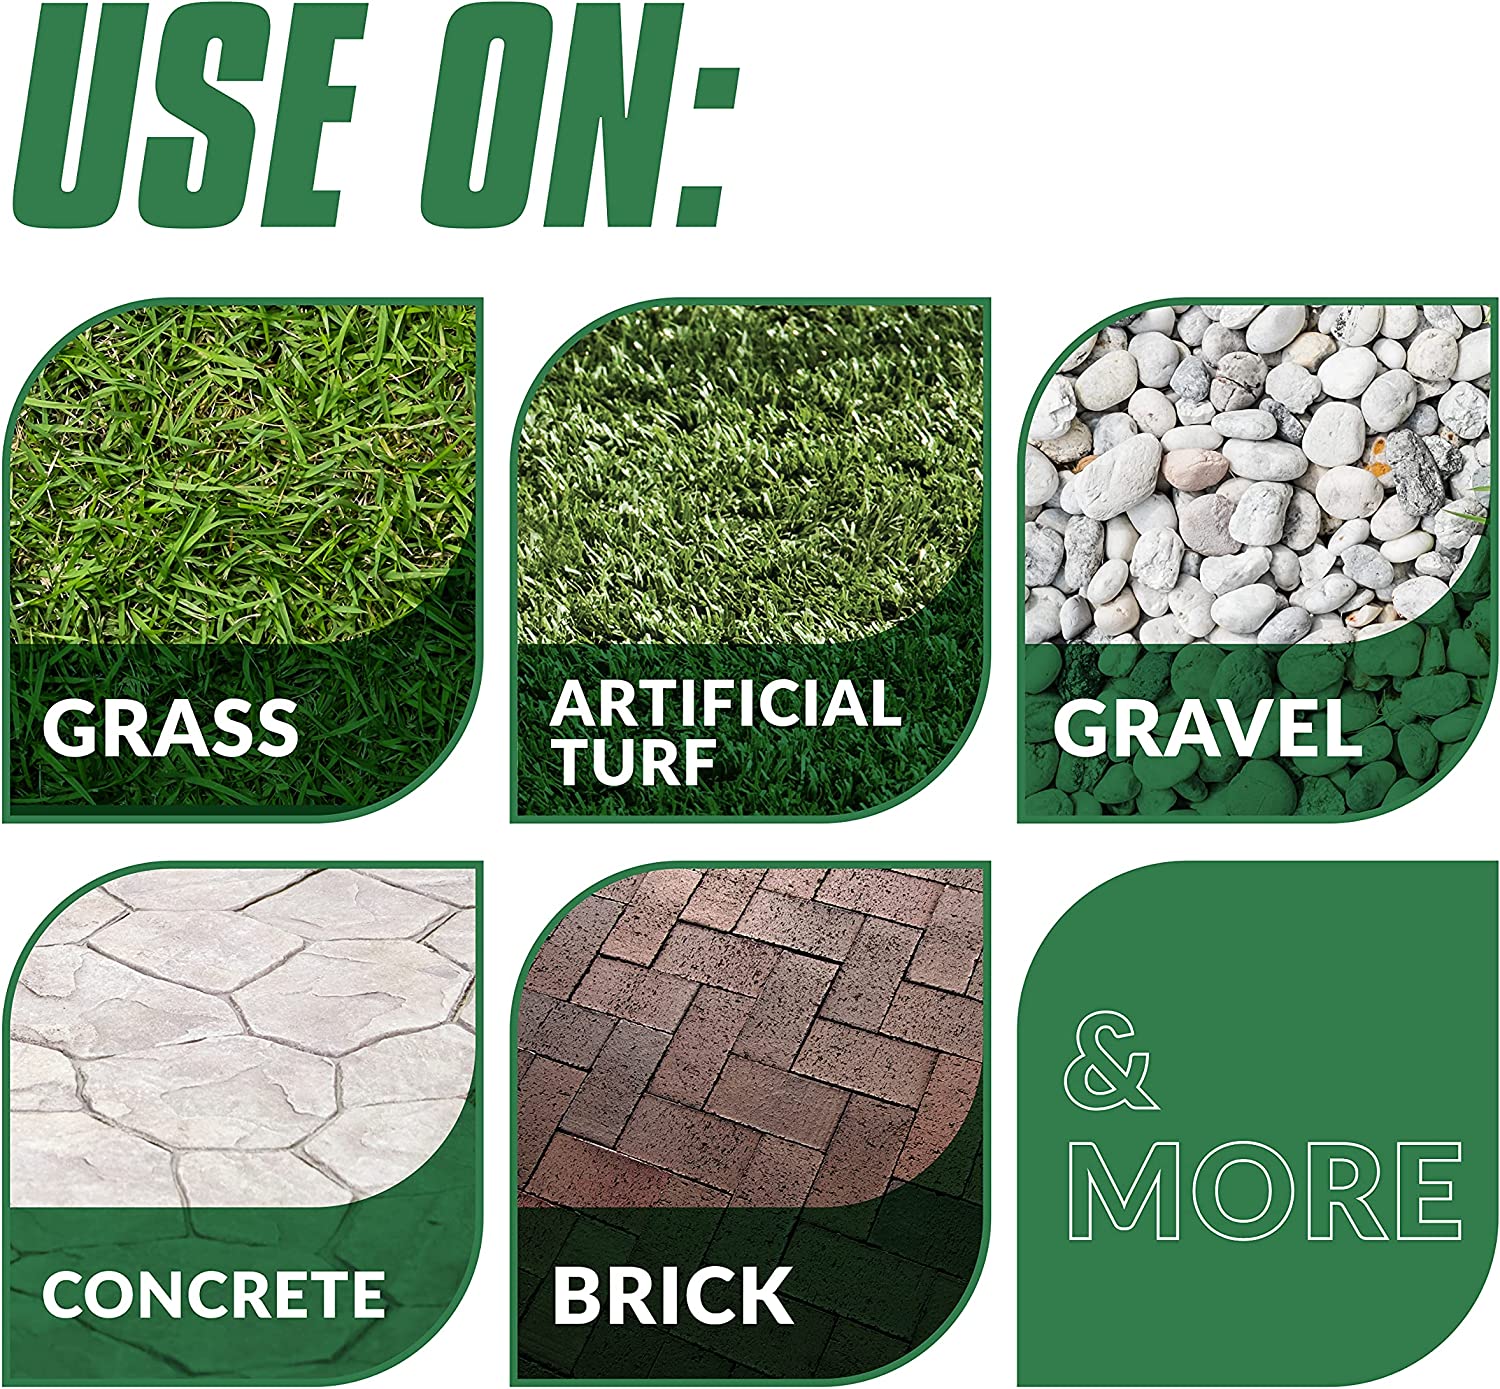 USE ON:
GRASS
ARTIFICIAL
TURF
GRAVEL
CONCRETE
BRICK
&
MORE